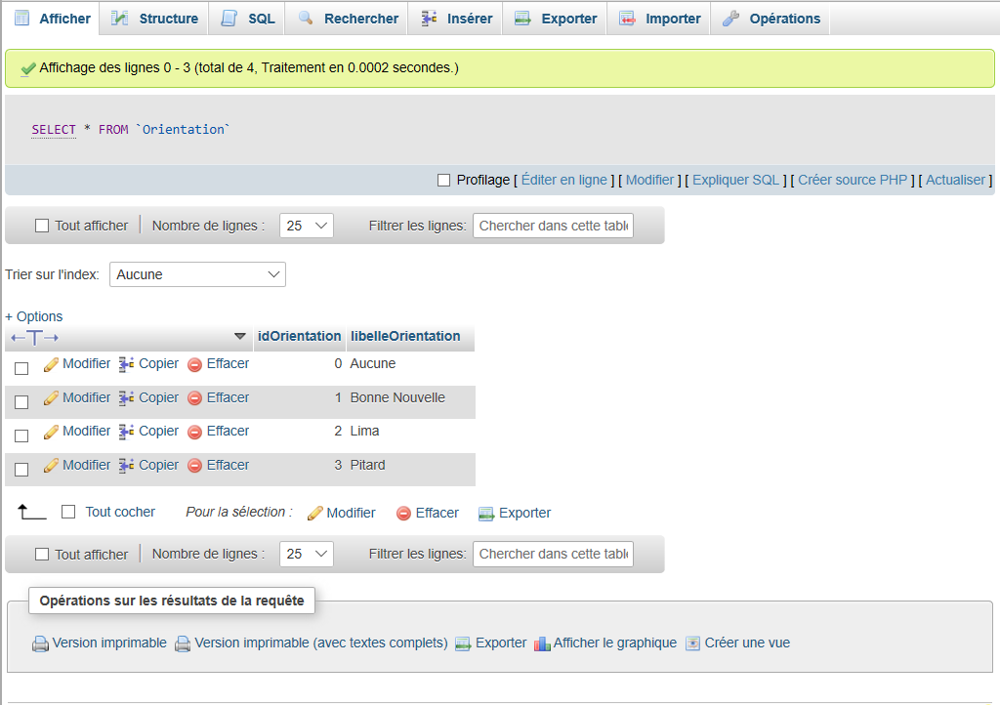 Afficher Structure SQL Rechercher Insérer Exporter Importer Opérations
Affichage des lignes 0 - 3 (total de 4, Traitement en 0.0002 secondes.)
SELECT * FROM `Orientation`
Profilage [ Éditer en ligne ] [ Modifier ] [ Expliquer SQL ] [ Créer source PHP ] [ Actualiser ]
Tout afficher Nombre de lignes : 25 Filtrer les lignes: Chercher dans cette table
Trier sur l'index: Aucune
+ Options
←T→ idOrientation libelleOrientation
Modifier Copier Effacer 0 Aucune
Modifier Copier Effacer 1 Bonne Nouvelle
Modifier Copier Effacer 2 Lima
Modifier Copier Effacer 3 Pitard
Tout cocher Pour la sélection : Modifier Effacer Exporter
Tout afficher Nombre de lignes : 25 Filtrer les lignes: Chercher dans cette table
Opérations sur les résultats de la requête
Version imprimable Version imprimable (avec textes complets) Exporter Afficher le graphique Créer une vue